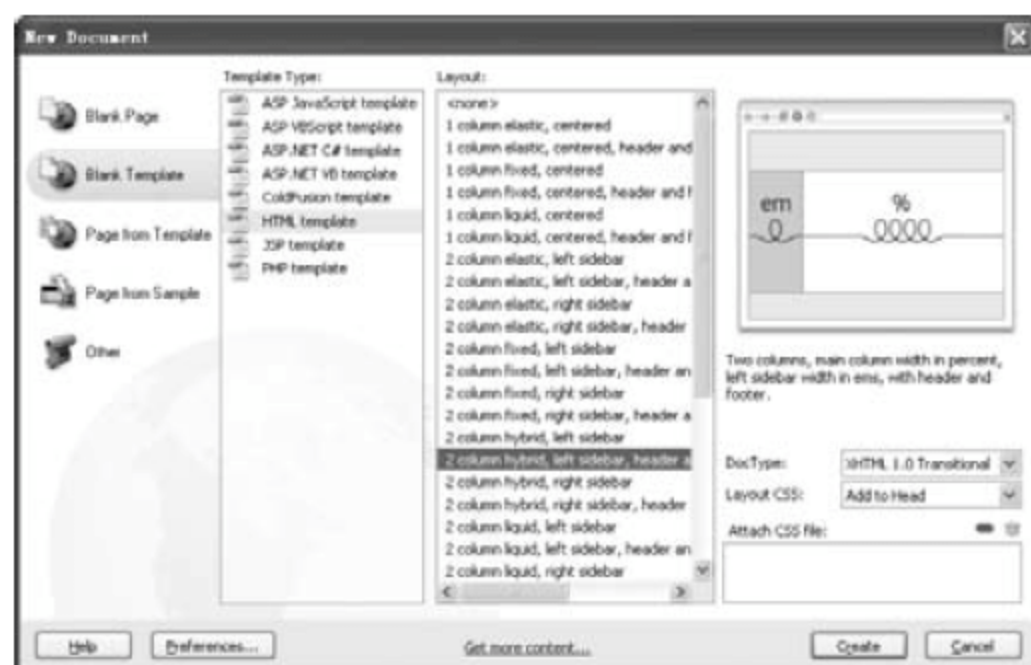 New Document
Blank Page
Blank Template
Page from Template
Page from Sample
Other
Template Type:
ASP JavaScript template
ASP VBScript template
ASP.NET C# template
ASP.NET VB template
ColdFusion template
HTML template
JSP template
PHP template
Layout:
<none>
1 column elastic, centered
1 column elastic, centered, header and
1 column fixed, centered
1 column fixed, centered, header and f
1 column liquid, centered
1 column liquid, centered, header and f
2 column elastic, left sidebar
2 column elastic, left sidebar, header a
2 column elastic, right sidebar
2 column elastic, right sidebar, header
2 column fixed, left sidebar
2 column fixed, left sidebar, header an
2 column fixed, right sidebar
2 column fixed, right sidebar, header a
2 column hybrid, left sidebar
2 column hybrid, left sidebar, header a
2 column hybrid, right sidebar
2 column hybrid, right sidebar, header
2 column liquid, left sidebar
2 column liquid, left sidebar, header an
2 column liquid, right sidebar
em %
Two columns, main column width in percent,
left sidebar width in ems, with header and
footer.
DocType: XHTML 1.0 Transitional
Layout CSS: Add to Head
Attach CSS file:
Help Preferences... Get more content... Create Cancel